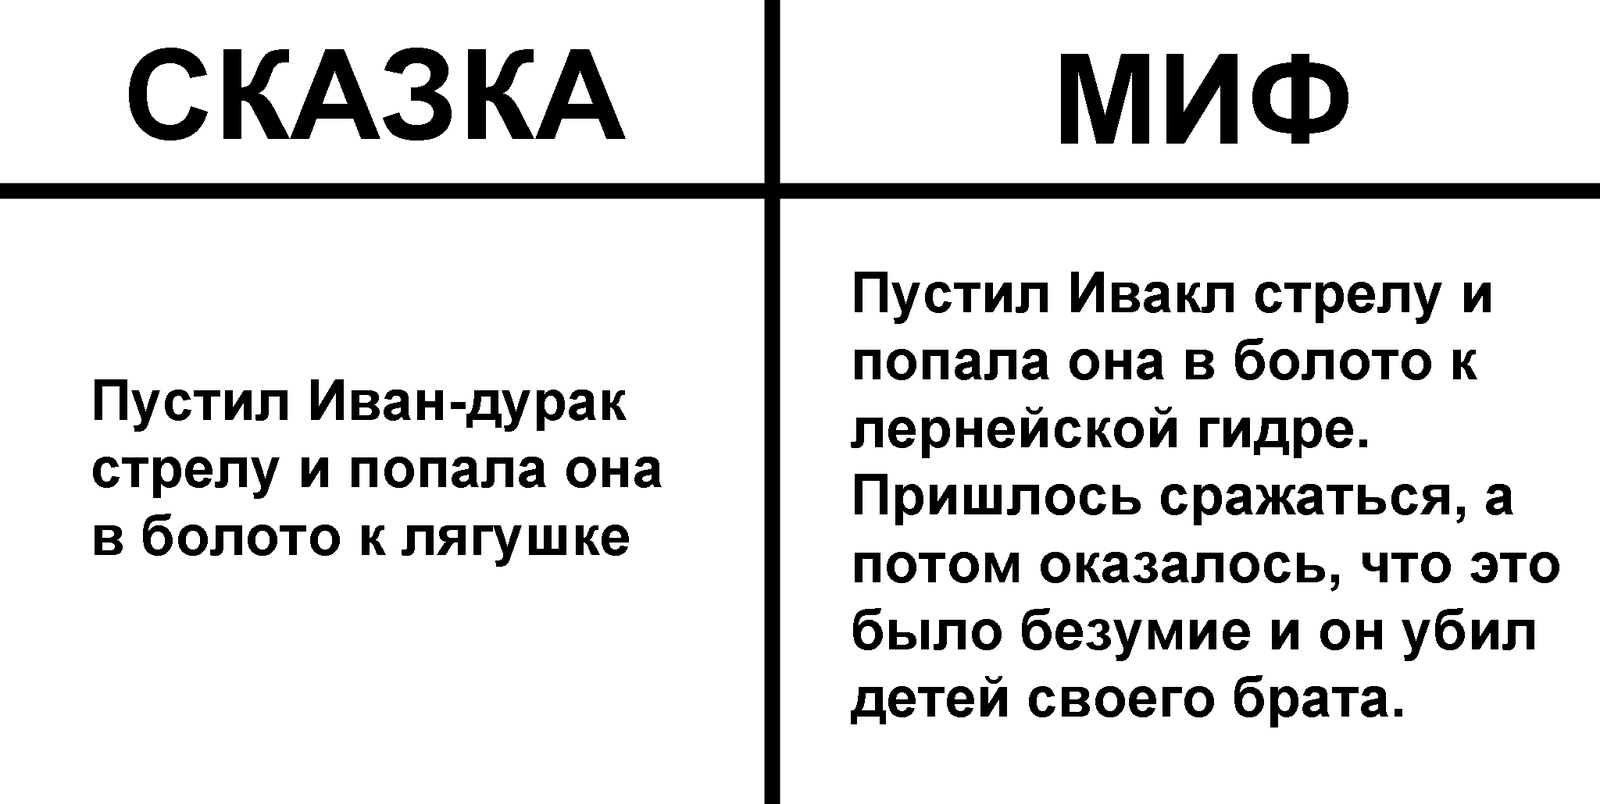 СКАЗКА
МИФ
Пустил Иван-дурак
стрелу и попала она
в болото к лягушке
Пустил Ивакл стрелу и
попала она в болото к
лернейской гидре.
Пришлось сражаться, а
потом оказалось, что это
было безумие и он убил
детей своего брата.